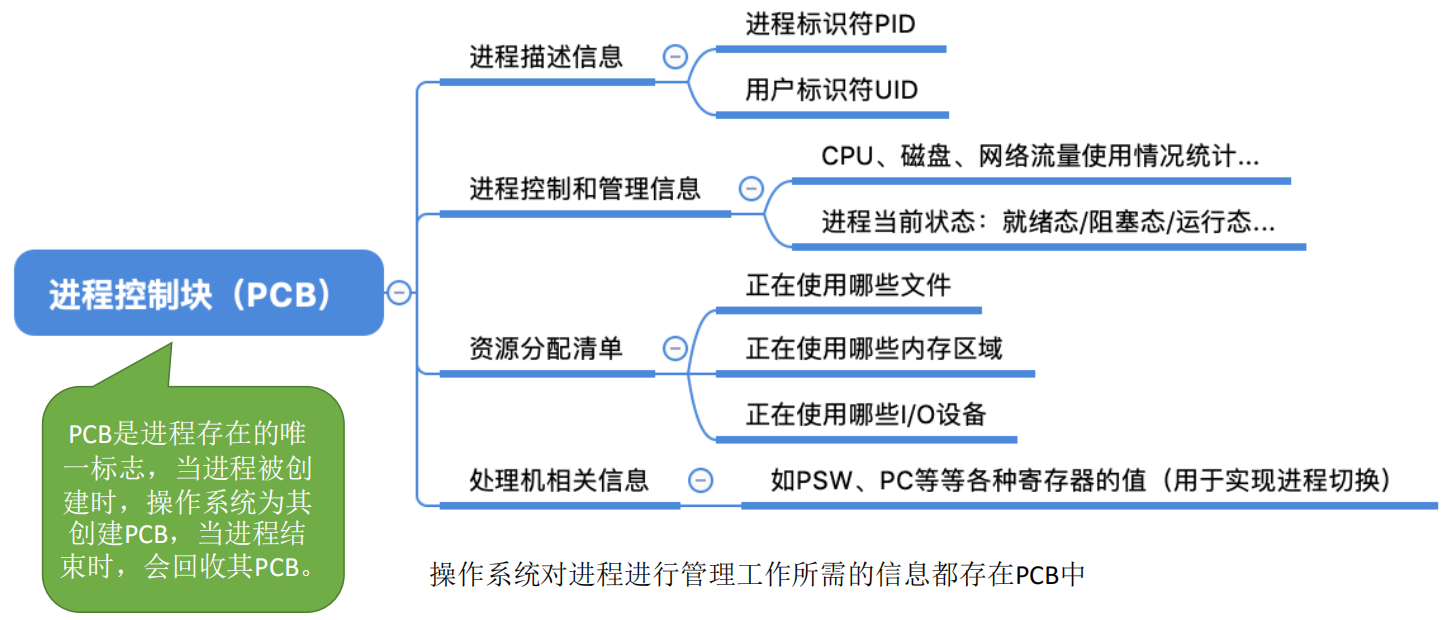 进程控制块（PCB）
进程描述信息
进程标识符PID
用户标识符UID
进程控制和管理信息
CPU、磁盘、网络流量使用情况统计...
进程当前状态：就绪态/阻塞态/运行态...
资源分配清单
正在使用哪些文件
正在使用哪些内存区域
正在使用哪些I/O设备
处理机相关信息
如PSW、PC等等各种寄存器的值（用于实现进程切换）
PCB是进程存在的唯
一标志，当进程被创
建时，操作系统为其
创建PCB，当进程结
束时，会回收其PCB。
操作系统对进程进行管理工作所需的信息都存在PCB中